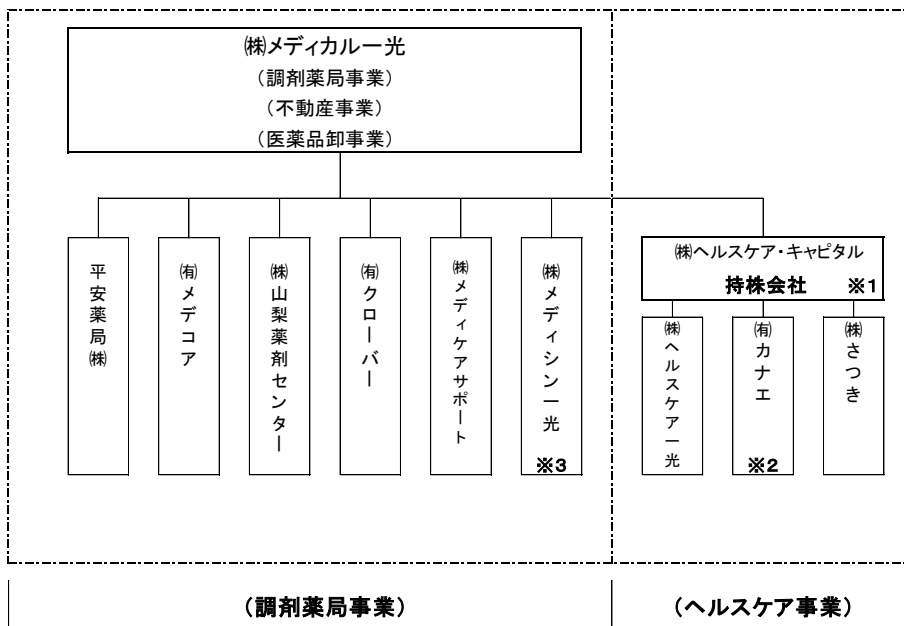 ㈱メディカル一光
（調剤薬局事業）
（不動産事業）
（医薬品卸事業）
平安薬局㈱
㈲メデコア
㈱山梨薬剤センター
㈲クローバー
㈱メディケアサポート
㈱メディシン一光
※3
㈱ヘルスケア・キャピタル
持株会社 ※1
㈱ヘルスケア一光
㈲カナエ
※2
㈱さつき
（調剤薬局事業）
（ヘルスケア事業）